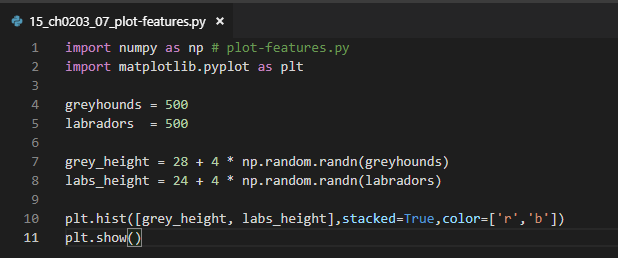 15_ch0203_07_plot-features.py ×
1 import numpy as np # plot-features.py
2 import matplotlib.pyplot as plt
3
4 greyhounds = 500
5 labradors  = 500
6
7 grey_height = 28 + 4 * np.random.randn(greyhounds)
8 labs_height = 24 + 4 * np.random.randn(labradors)
9
10 plt.hist([grey_height, labs_height],stacked=True,color=['r','b'])
11 plt.show()